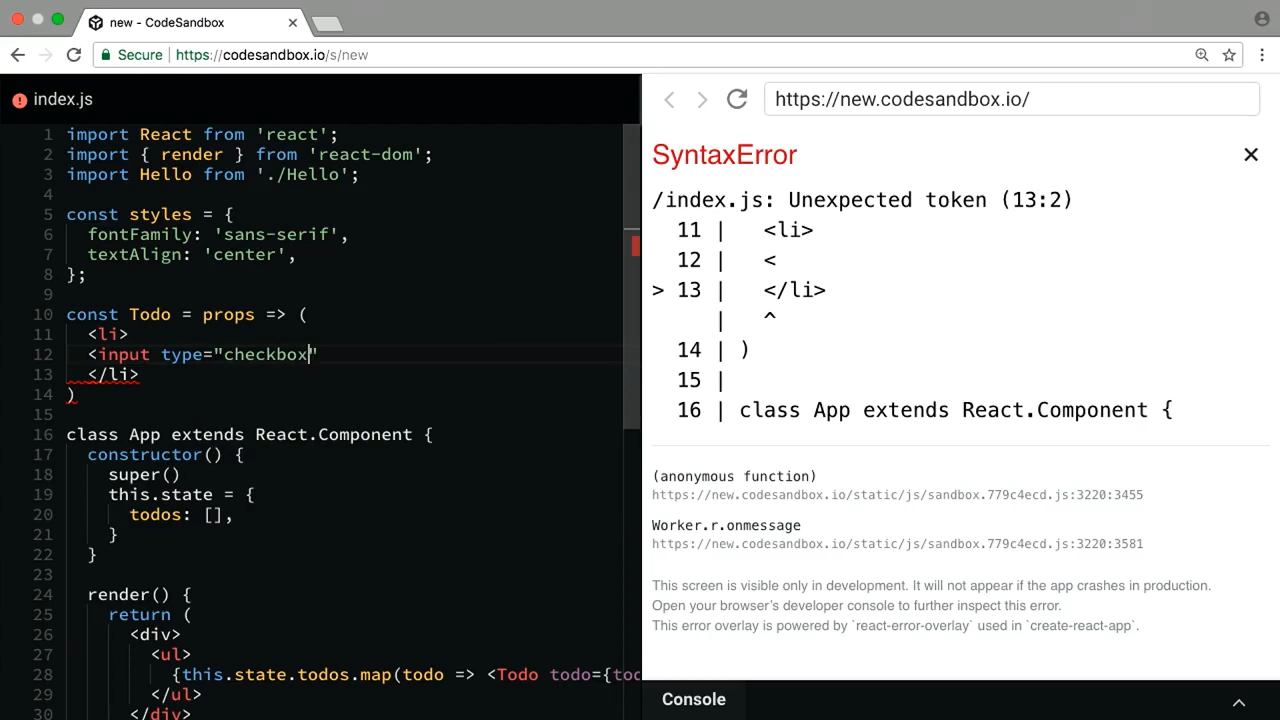 new - CodeSandbox
Secure | https://codesandbox.io/s/new
index.js
https://new.codesandbox.io/
1 import React from 'react';
2 import { render } from 'react-dom';
3 import Hello from './Hello';
4
5 const styles = {
6 fontFamily: 'sans-serif',
7 textAlign: 'center',
8 };
9
10 const Todo = props => (
11 <li>
12 <input type="checkbox"
13 </li>
14 )
15
16 class App extends React.Component {
17 constructor() {
18 super()
19 this.state = {
20 todos: [],
21 }
22 }
23
24 render() {
25 return (
26 <div>
27 <ul>
28 {this.state.todos.map(todo => <Todo todo={tod
29 </ul>
30 </div>
SyntaxError
/index.js: Unexpected token (13:2)
11 | <li>
12 | <
> 13 | </li>
| ^
14 | )
15 |
16 | class App extends React.Component {
(anonymous function)
https://new.codesandbox.io/static/js/sandbox.779c4ecd.js:3220:3455
Worker.r.onmessage
https://new.codesandbox.io/static/js/sandbox.779c4ecd.js:3220:3581
This screen is visible only in development. It will not appear if the app crashes in production.
Open your browser's developer console to further inspect this error.
This error overlay is powered by `react-error-overlay` used in `create-react-app`.
Console